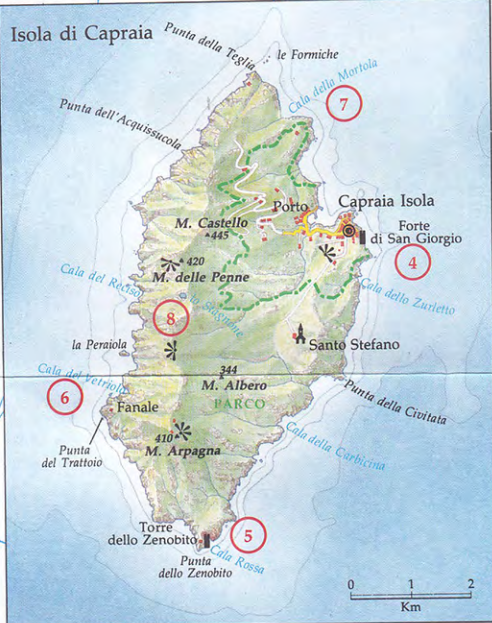 Isola di Capraia
Punta della Teglia
le Formiche
Cala della Mortola
7
Punta dell'Acquissucola
Porto
Capraia Isola
M. Castello
445
Forte
di San Giorgio
4
420
M. delle Penne
Cala del Reciso
lo Stagnone
Cala dello Zurletto
8
la Peraiola
Santo Stefano
344
M. Albero
PARCO
Cala del Vetriolo
6
Fanale
Punta della Civitata
Punta
del Trattoio
410
M. Arpagna
Cala della Carbicina
Torre
dello Zenobito
5
Cala Rossa
Punta
dello Zenobito
0 1 2
Km